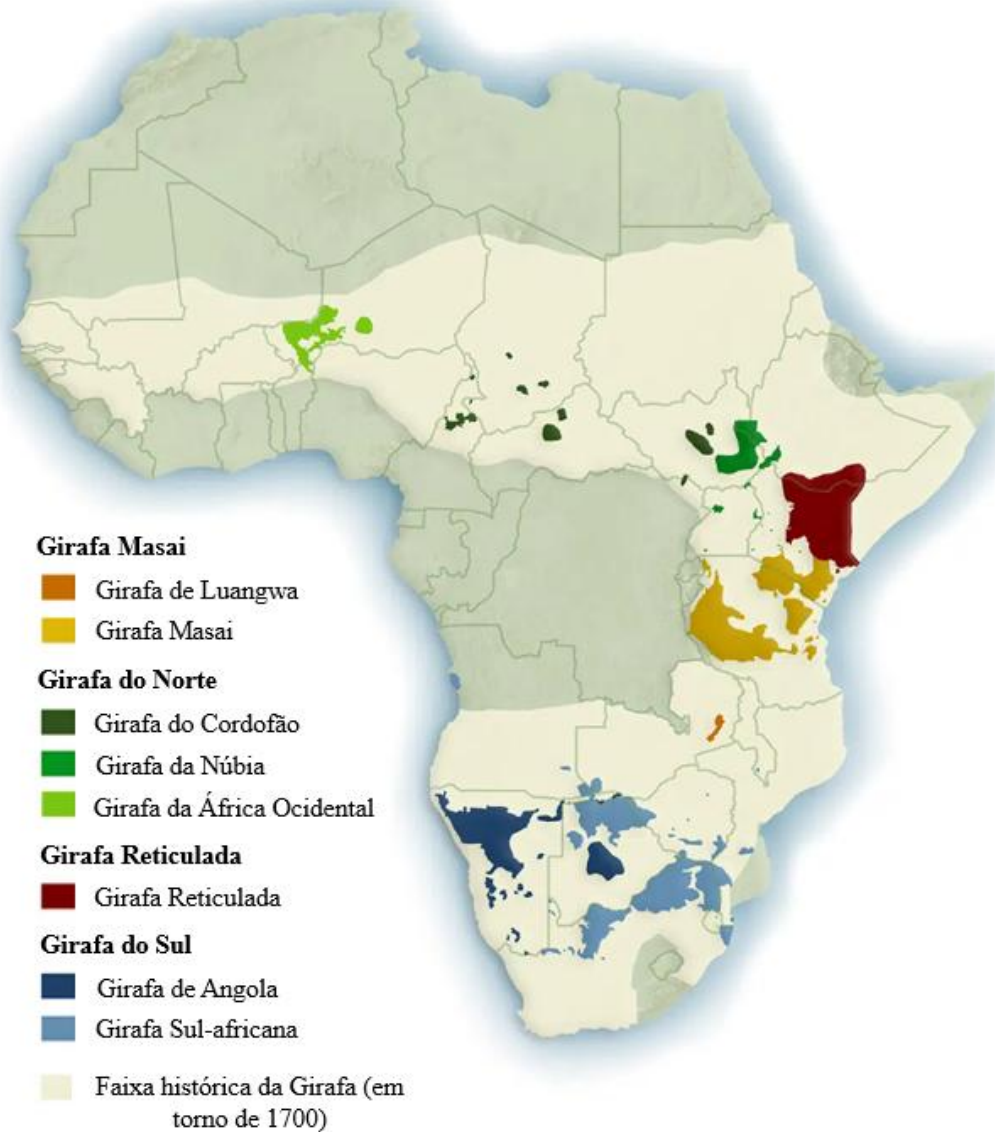 Girafa Masai
Girafa de Luangwa
Girafa Masai
Girafa do Norte
Girafa do Cordofão
Girafa da Núbia
Girafa da África Ocidental
Girafa Reticulada
Girafa Reticulada
Girafa do Sul
Girafa de Angola
Girafa Sul-africana
Faixa histórica da Girafa (em
torno de 1700)